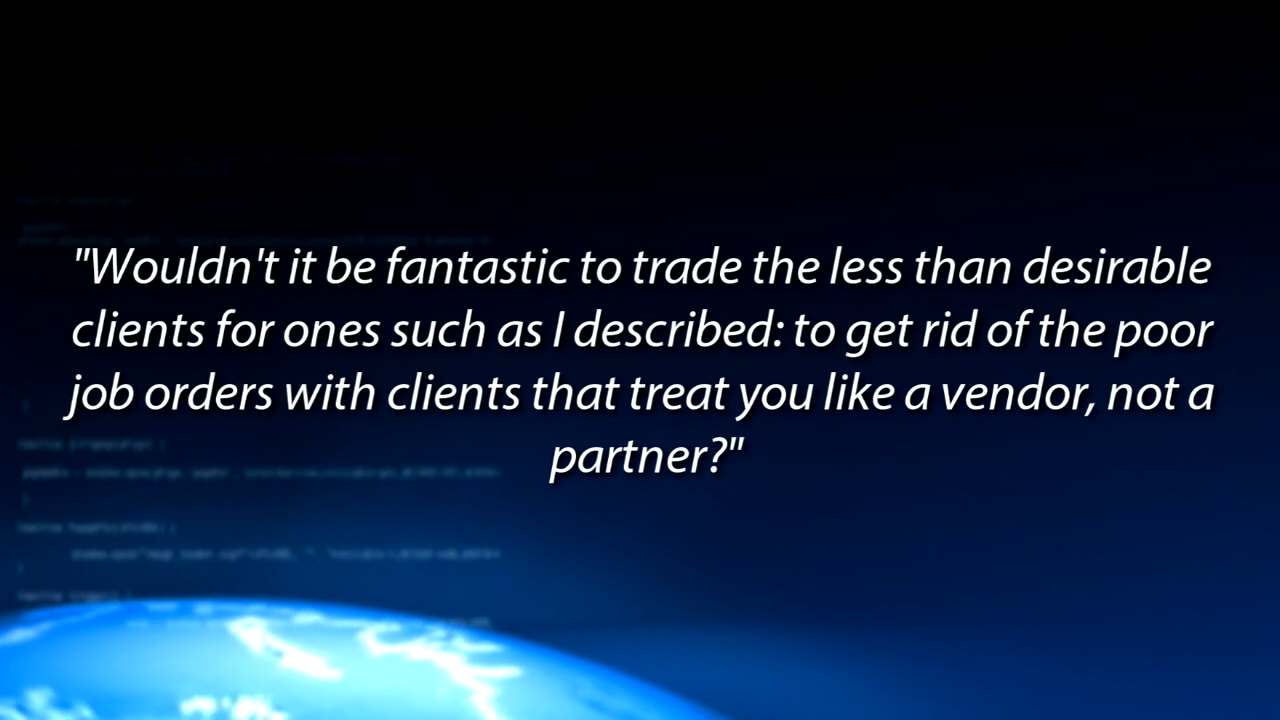 "Wouldn't it be fantastic to trade the less than desirable
clients for ones such as I described: to get rid of the poor
job orders with clients that treat you like a vendor, not a
partner?"